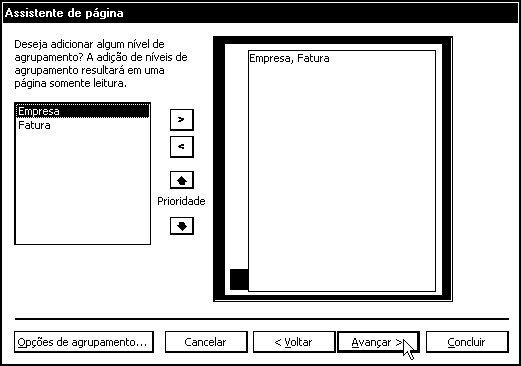 Assistente de página
Deseja adicionar algum nível de
agrupamento? A adição de níveis de
agrupamento resultará em uma
página somente leitura.
Empresa
Fatura
>
<
Prioridade
Empresa, Fatura
Opções de agrupamento...
Cancelar
< Voltar
Avançar >
Concluir